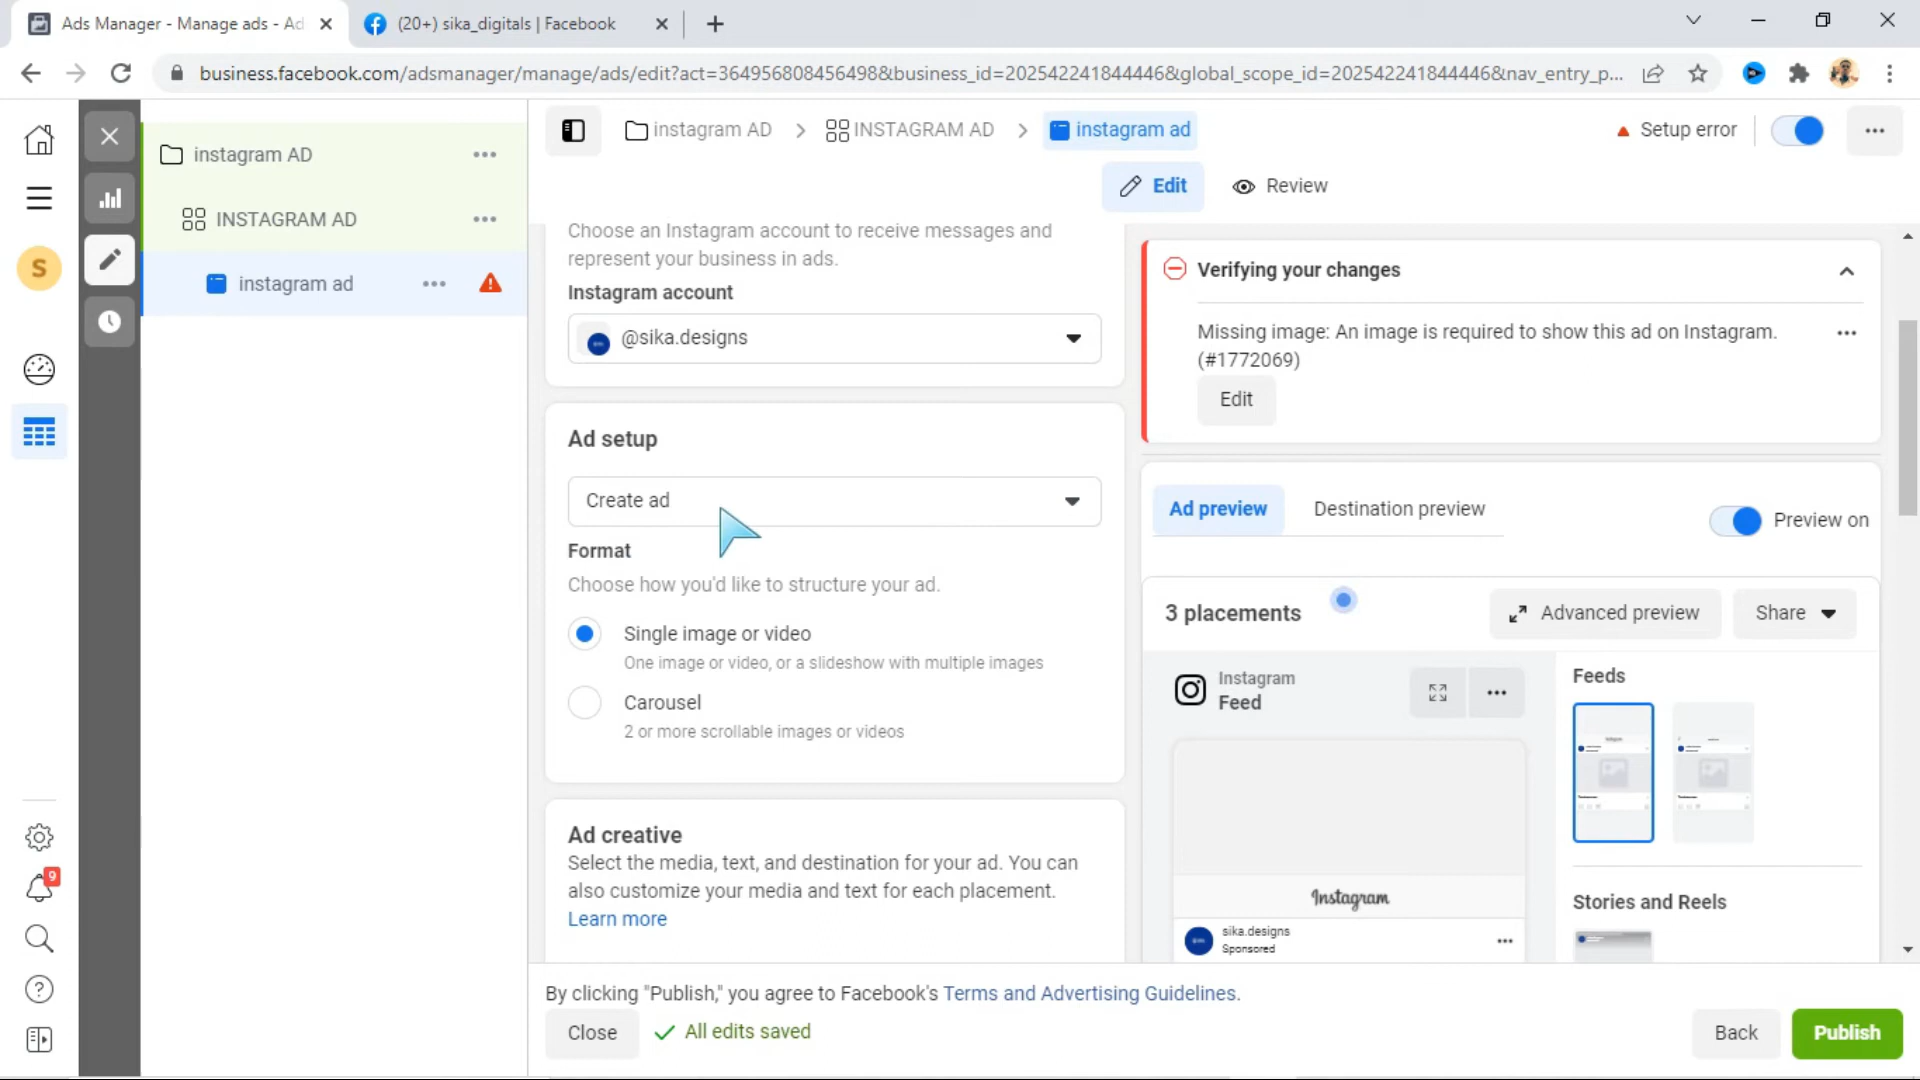 Ads Manager - Manage ads - Ad
(20+) sika_digitals | Facebook
business.facebook.com/adsmanager/manage/ads/edit?act=364956808456498&business_id=202542241844446&global_scope_id=202542241844446&nav_entry_p...
instagram AD
INSTAGRAM AD
instagram ad
S
9
instagram AD > INSTAGRAM AD > instagram ad
Setup error
Edit
Review
Choose an Instagram account to receive messages and
represent your business in ads.
Instagram account
@sika.designs
Ad setup
Create ad
Format
Choose how you'd like to structure your ad.
Single image or video
One image or video, or a slideshow with multiple images
Carousel
2 or more scrollable images or videos
Ad creative
Select the media, text, and destination for your ad. You can
also customize your media and text for each placement.
Learn more
Verifying your changes
Missing image: An image is required to show this ad on Instagram.
(#1772069)
Edit
Ad preview
Destination preview
Preview on
3 placements
Advanced preview
Share
Instagram
Feed
Feeds
Instagram
sika.designs
Sponsored
Stories and Reels
By clicking "Publish," you agree to Facebook's Terms and Advertising Guidelines.
Close
All edits saved
Back
Publish